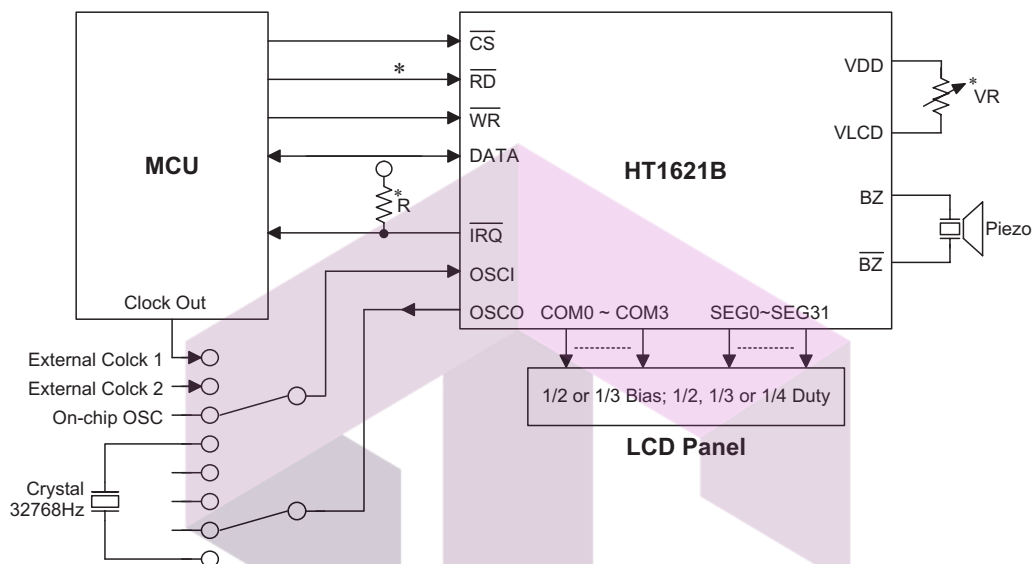 MCU
Clock Out
HT1621B
CS
RD
*
WR
DATA
*
R
IRQ
OSCI
OSCO
COM0 ~ COM3
SEG0~SEG31
VDD
*
VR
VLCD
BZ
Piezo
BZ
External Colck 1
External Colck 2
On-chip OSC
Crystal
32768Hz
1/2 or 1/3 Bias; 1/2, 1/3 or 1/4 Duty
LCD Panel